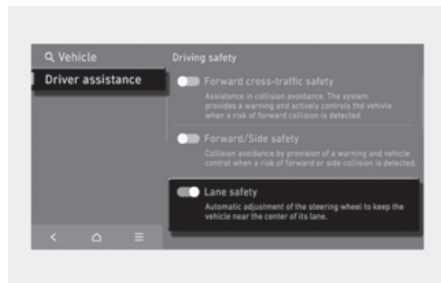 Vehicle
Driving safety
Driver assistance
Forward cross-traffic safety
Assistance in collision avoidance. The system
provides a warning and actively controls thd vehivle
when a risk of forward collision is detected.
Forward/Side safety
Collision avoidance by provision of a warning and vehicle
control when a risk of forward or side collision is detected.
Lane safety
Automatic adjustment of the steering wheel to keep the
vehicle near the center of its lane.